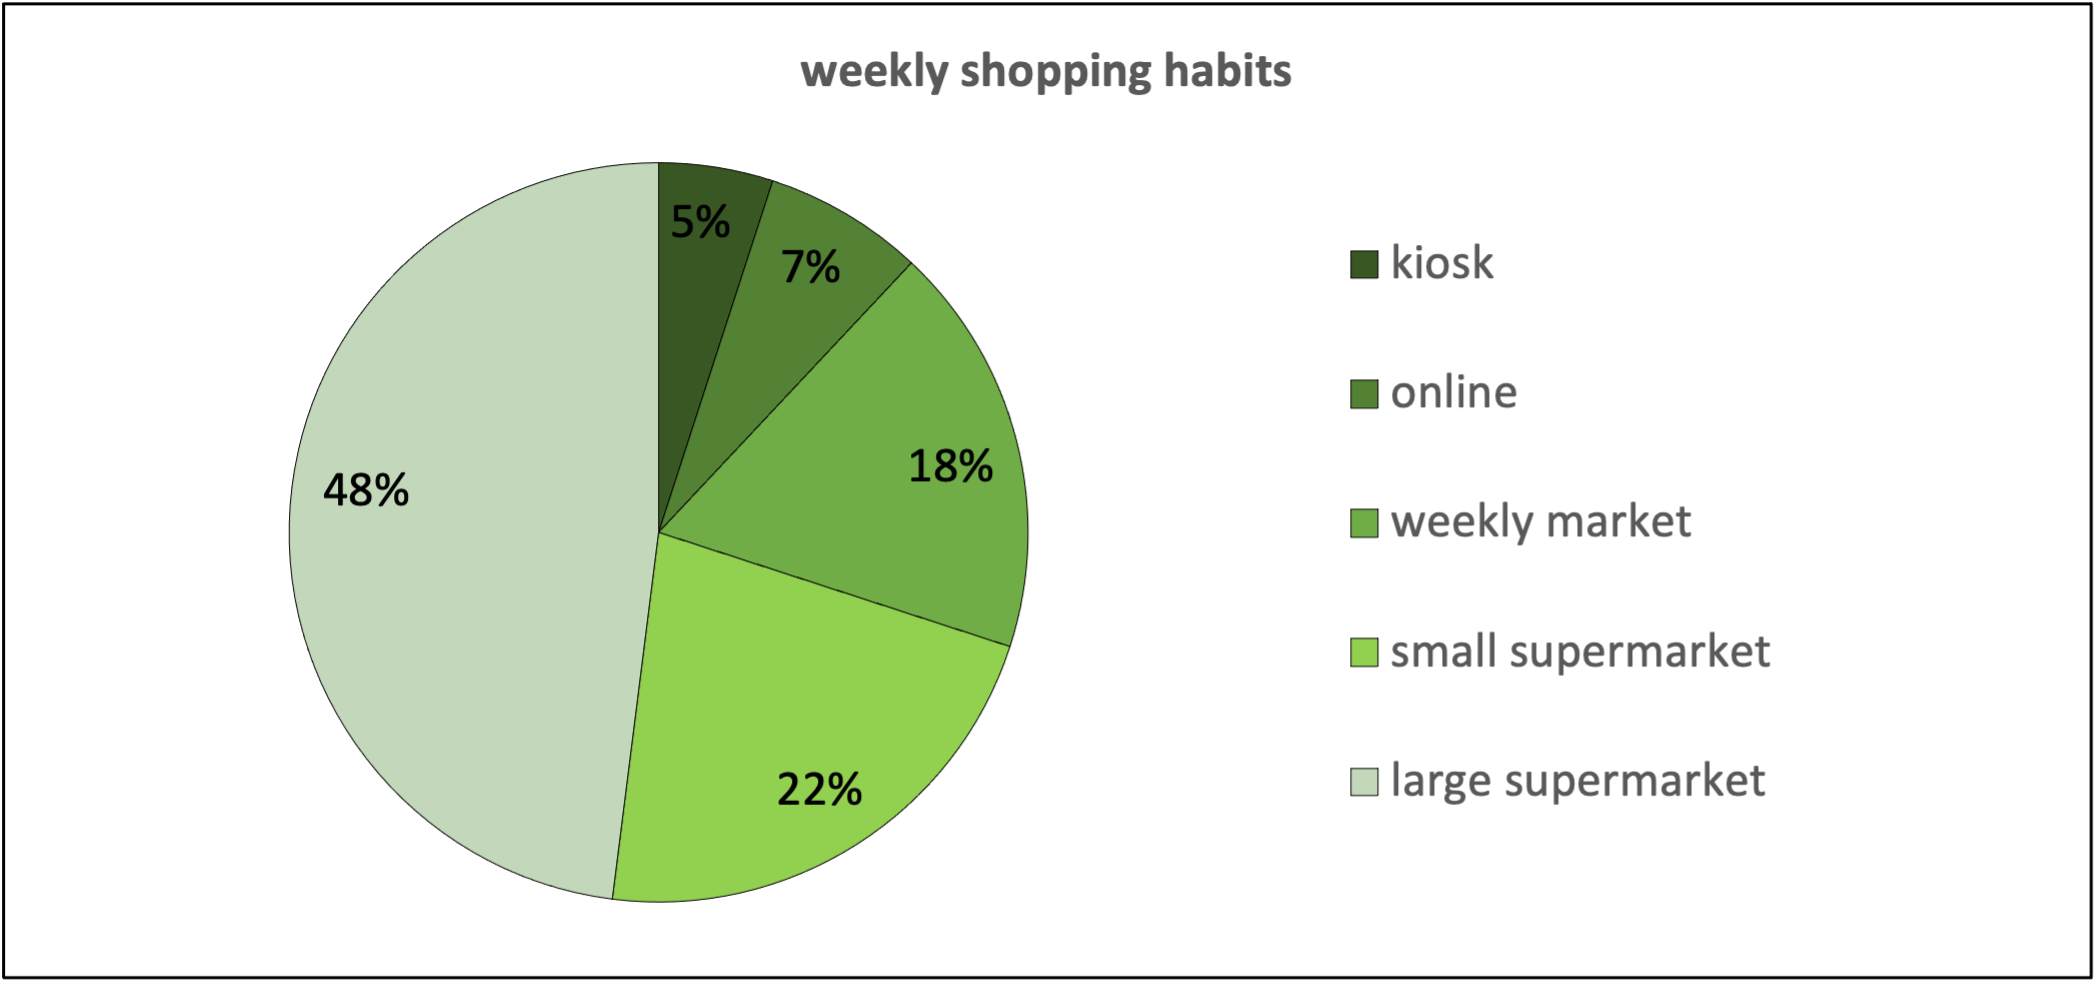 weekly shopping habits
5%
7%
18%
22%
48%
kiosk
online
weekly market
small supermarket
large supermarket